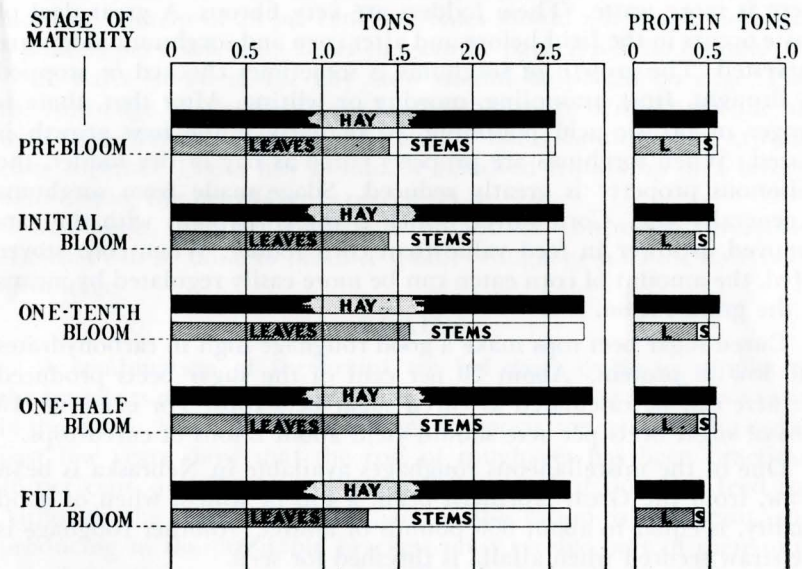 STAGE OF MATURITY TONS PROTEIN TONS
0 0.5 1.0 1.5 2.0 2.5 0 0.5 1.0
HAY
PREBLOOM LEAVES STEMS L S
HAY
INITIAL
BLOOM LEAVES STEMS L S
HAY
ONE-TENTH
BLOOM LEAVES STEMS L S
HAY
ONE-HALF
BLOOM LEAVES STEMS L S
HAY
FULL
BLOOM LEAVES STEMS L S